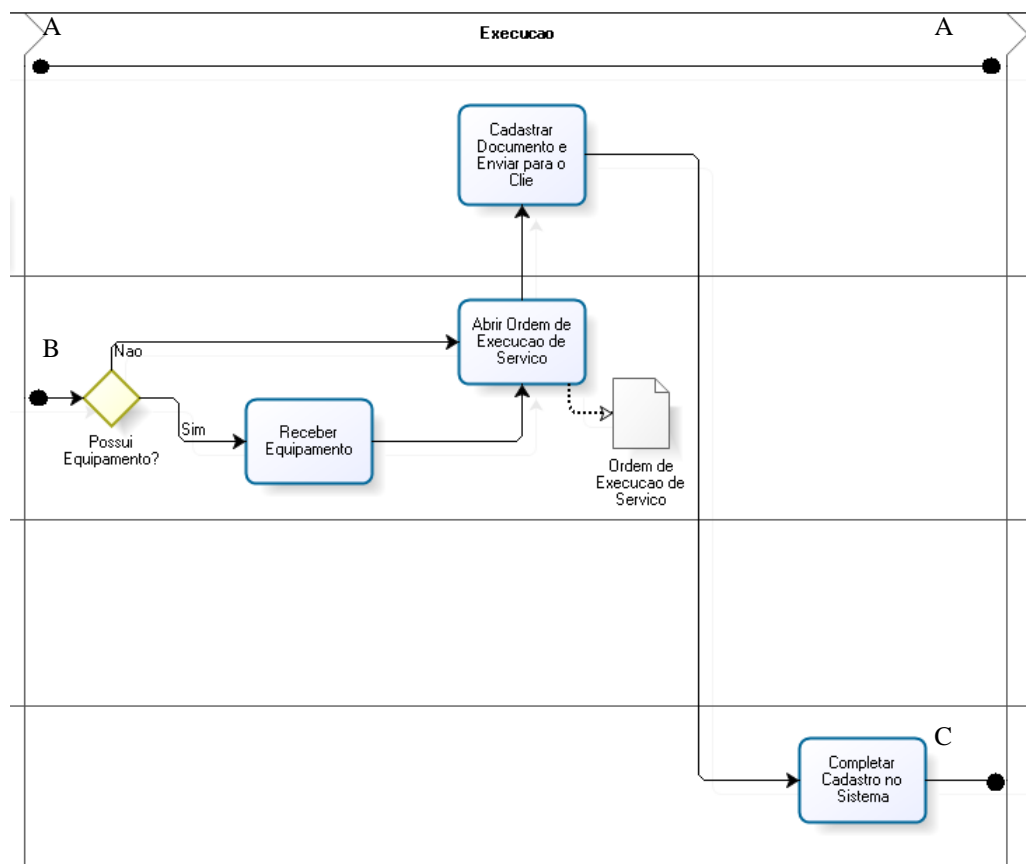 A
Execucao
A
Cadastrar
Documento e
Enviar para o
Clie
B
Nao
Abrir Ordem de
Execucao de
Servico
Sim
Possui
Equipamento?
Receber
Equipamento
Ordem de
Execucao de
Servico
C
Completar
Cadastro no
Sistema